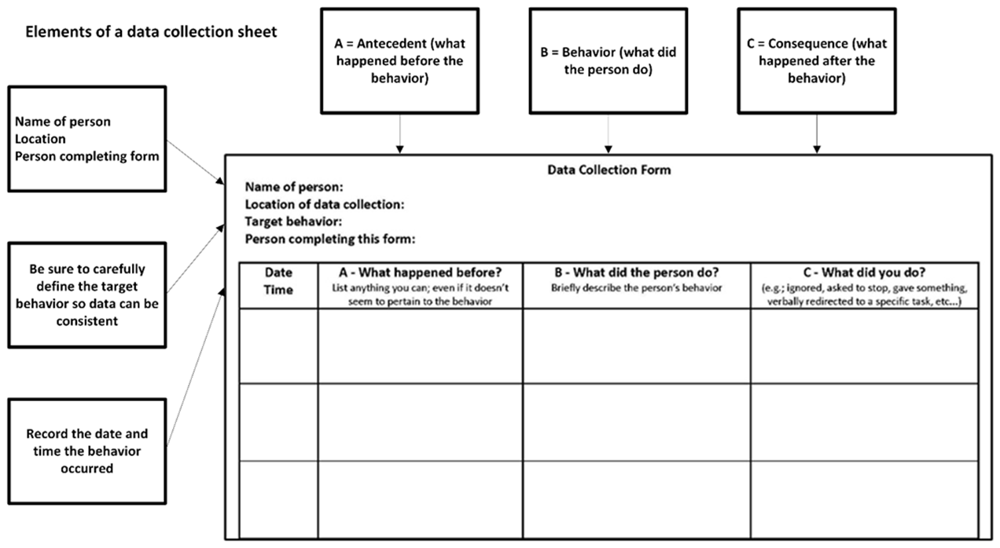 Elements of a data collection sheet
A = Antecedent (what
happened before the
behavior)
B = Behavior (what did
the person do)
C = Consequence (what
happened after the
behavior)
Name of person
Location
Person completing form
Be sure to carefully
define the target
behavior so data can be
consistent
Record the date and
time the behavior
occurred
Data Collection Form
Name of person:
Location of data collection:
Target behavior:
Person completing this form:
Date
Time
A - What happened before?
List anything you can; even if it doesn't
seem to pertain to the behavior
B - What did the person do?
Briefly describe the person's behavior
C - What did you do?
(e.g.; ignored, asked to stop, gave something,
verbally redirected to a specific task, etc...)